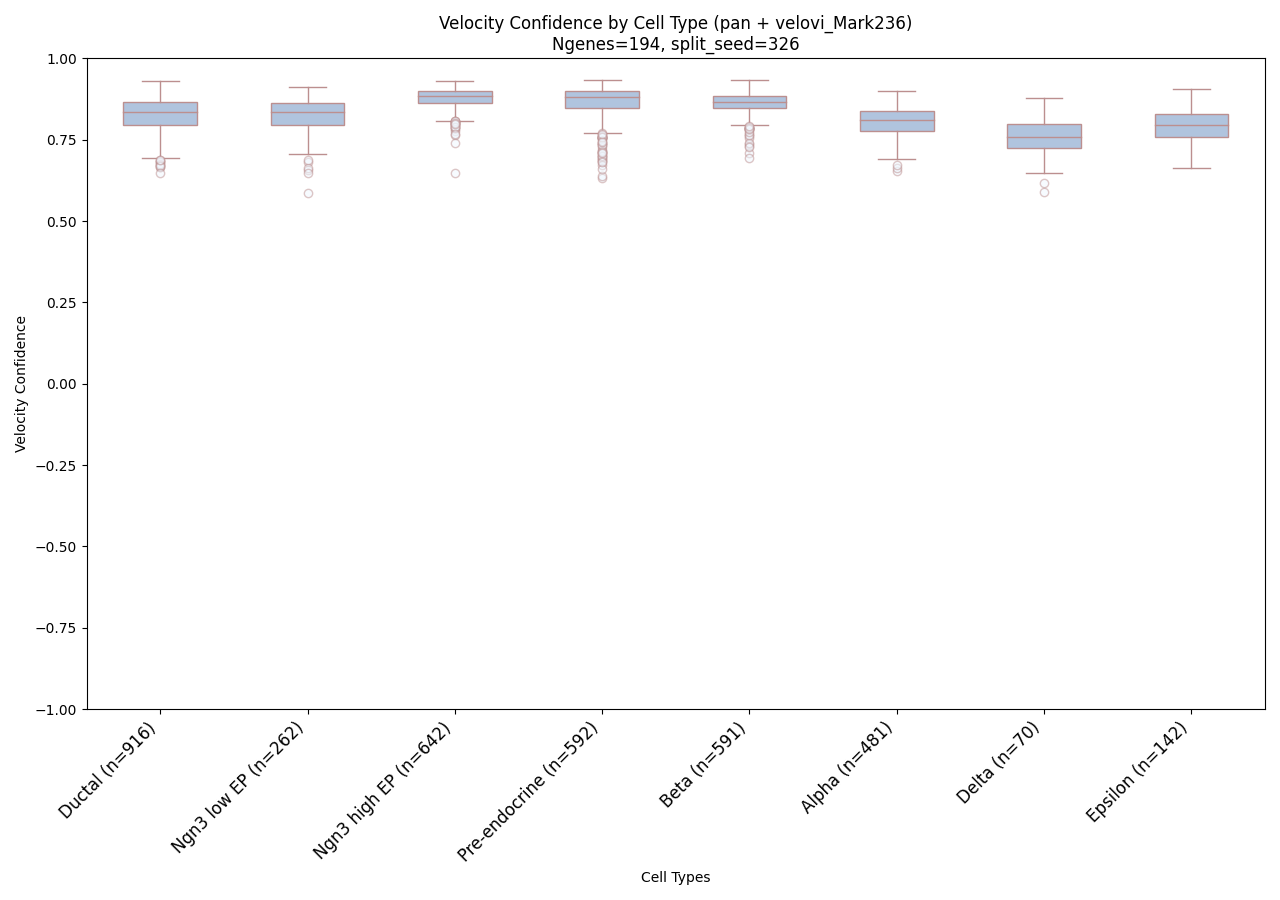 Velocity Confidence by Cell Type (pan + velovi_Mark236)
Ngenes=194, split_seed=326
1.00
0.75
0.50
0.25
0.00
−0.25
−0.50
−0.75
−1.00
Velocity Confidence
Ductal (n=916)
Ngn3 low EP (n=262)
Ngn3 high EP (n=642)
Pre-endocrine (n=592)
Beta (n=591)
Alpha (n=481)
Delta (n=70)
Epsilon (n=142)
Cell Types